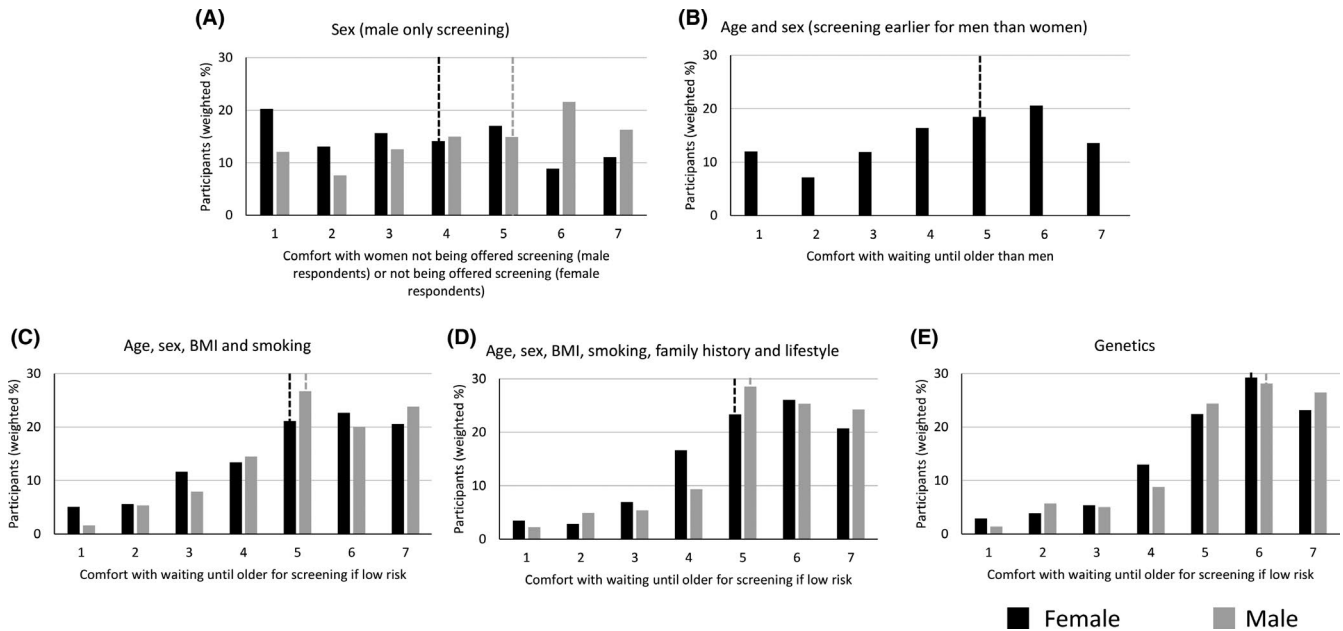 (A)
Sex (male only screening)
Participants (weighted %)
30
20
10
0
1 2 3 4 5 6 7
Comfort with women not being offered screening (male
respondents) or not being offered screening (female
respondents)
(B)
Age and sex (screening earlier for men than women)
Participants (weighted %)
30
20
10
0
1 2 3 4 5 6 7
Comfort with waiting until older than men
(C)
Age, sex, BMI and smoking
Participants (weighted %)
30
20
10
0
1 2 3 4 5 6 7
Comfort with waiting until older for screening if low risk
(D)
Age, sex, BMI, smoking, family history and lifestyle
Participants (weighted %)
30
20
10
0
1 2 3 4 5 6 7
Comfort with waiting until older for screening if low risk
(E)
Genetics
Participants (weighted %)
30
20
10
0
1 2 3 4 5 6 7
Comfort with waiting until older for screening if low risk
Female Male